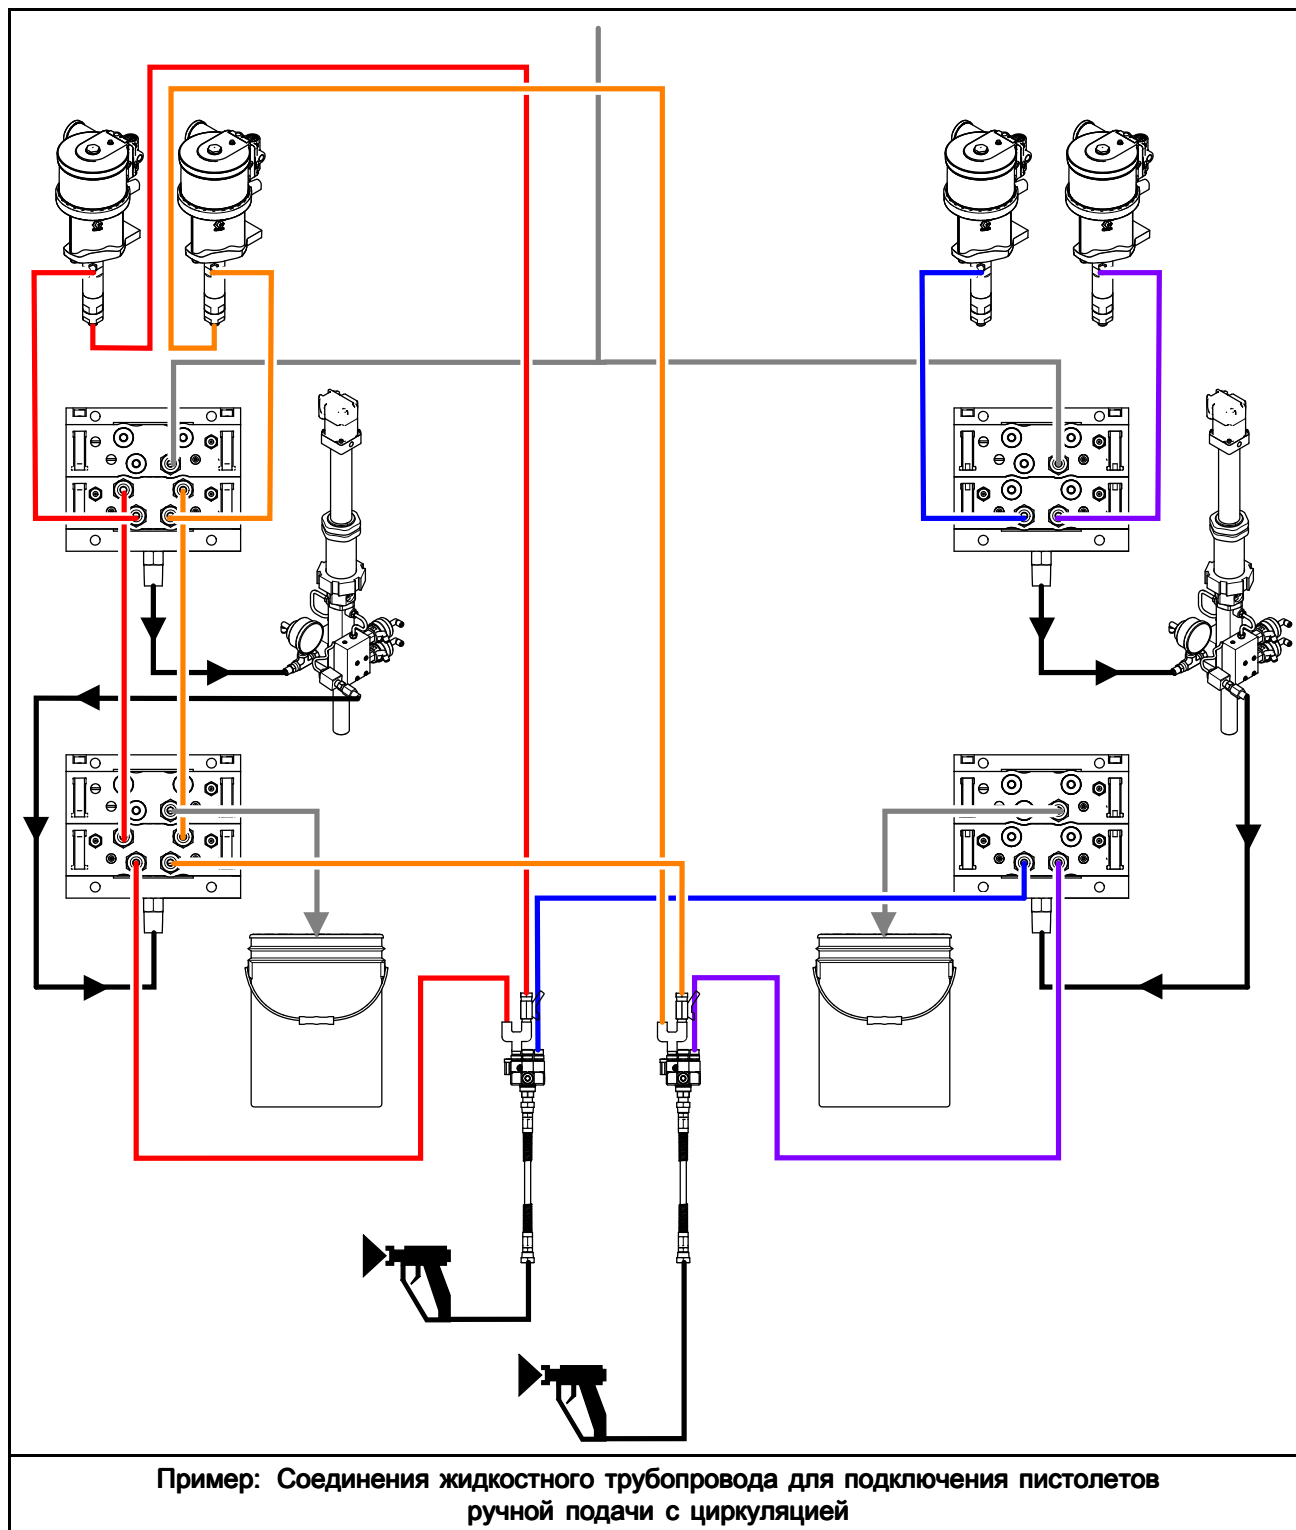 Пример: Соединения жидкостного трубопровода для подключения пистолетов
ручной подачи с циркуляцией